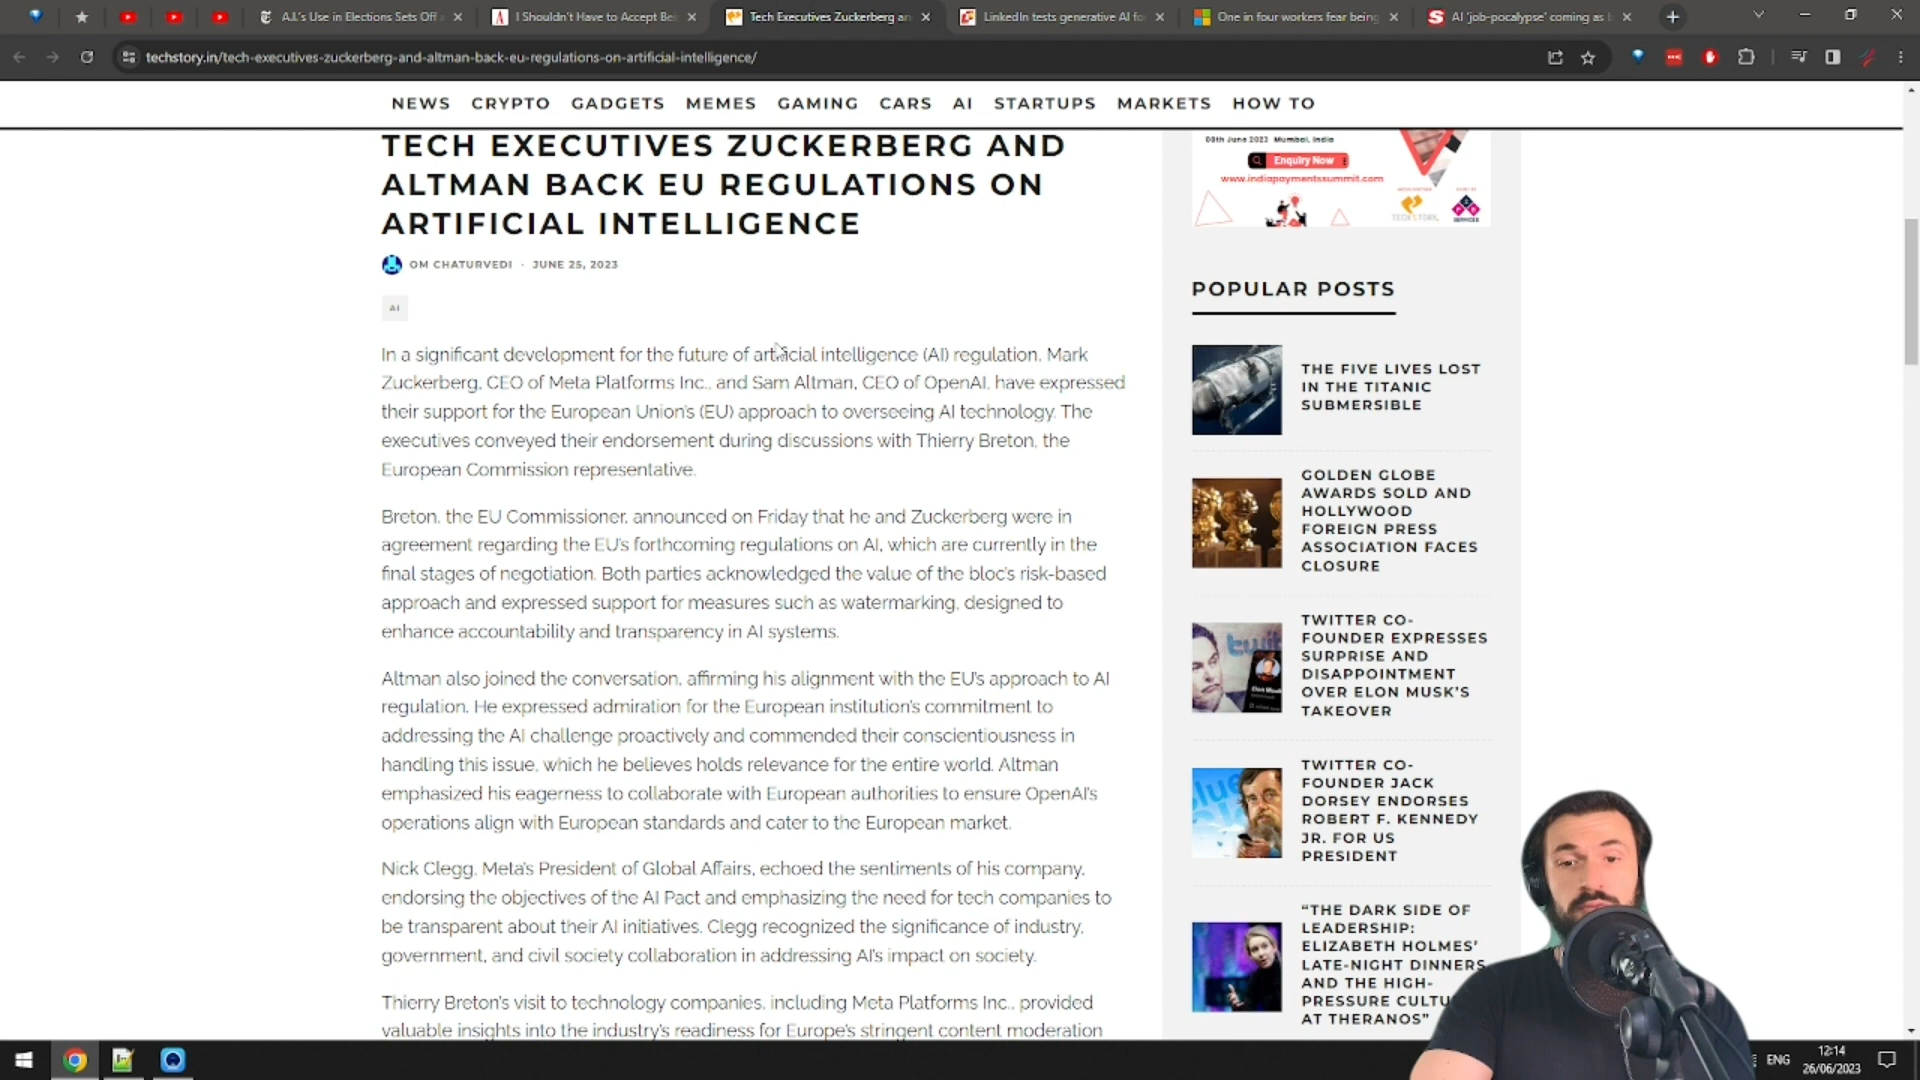 A.I.'s Use in Elections Sets Off
I Shouldn't Have to Accept Bei
Tech Executives Zuckerberg an
LinkedIn tests generative AI fo
One in four workers fear being
AI 'job-pocalypse' coming as
techstory.in/tech-executives-zuckerberg-and-altman-back-eu-regulations-on-artificial-intelligence/
NEWS CRYPTO GADGETS MEMES GAMING CARS AI STARTUPS MARKETS HOW TO
TECH EXECUTIVES ZUCKERBERG AND
ALTMAN BACK EU REGULATIONS ON
ARTIFICIAL INTELLIGENCE
OM CHATURVEDI · JUNE 25, 2023
AI
In a significant development for the future of artificial intelligence (AI) regulation, Mark
Zuckerberg, CEO of Meta Platforms Inc., and Sam Altman, CEO of OpenAI, have expressed
their support for the European Union's (EU) approach to overseeing AI technology. The
executives conveyed their endorsement during discussions with Thierry Breton, the
European Commission representative.
Breton, the EU Commissioner, announced on Friday that he and Zuckerberg were in
agreement regarding the EU's forthcoming regulations on AI, which are currently in the
final stages of negotiation. Both parties acknowledged the value of the bloc's risk-based
approach and expressed support for measures such as watermarking, designed to
enhance accountability and transparency in AI systems.
Altman also joined the conversation, affirming his alignment with the EU's approach to AI
regulation. He expressed admiration for the European institution's commitment to
addressing the AI challenge proactively and commended their conscientiousness in
handling this issue, which he believes holds relevance for the entire world. Altman
emphasized his eagerness to collaborate with European authorities to ensure OpenAI's
operations align with European standards and cater to the European market.
Nick Clegg, Meta's President of Global Affairs, echoed the sentiments of his company,
endorsing the objectives of the AI Pact and emphasizing the need for tech companies to
be transparent about their AI initiatives. Clegg recognized the significance of industry,
government, and civil society collaboration in addressing AI's impact on society.
Thierry Breton's visit to technology companies, including Meta Platforms Inc., provided
valuable insights into the industry's readiness for Europe's stringent content moderation
09th June 2023 Mumbai, India
Enquiry Now
www.indiapaymentssummit.com
TECH STORY
POPULAR POSTS
THE FIVE LIVES LOST
IN THE TITANIC
SUBMERSIBLE
GOLDEN GLOBE
AWARDS SOLD AND
HOLLYWOOD
FOREIGN PRESS
ASSOCIATION FACES
CLOSURE
TWITTER CO-
FOUNDER EXPRESSES
SURPRISE AND
DISAPPOINTMENT
OVER ELON MUSK'S
TAKEOVER
TWITTER CO-
FOUNDER JACK
DORSEY ENDORSES
ROBERT F. KENNEDY
JR. FOR US
PRESIDENT
"THE DARK SIDE OF
LEADERSHIP:
ELIZABETH HOLMES'
LATE-NIGHT DINNERS
AND THE HIGH-
PRESSURE CULTU
AT THERANOS"
ENG
12:14
26/06/2023